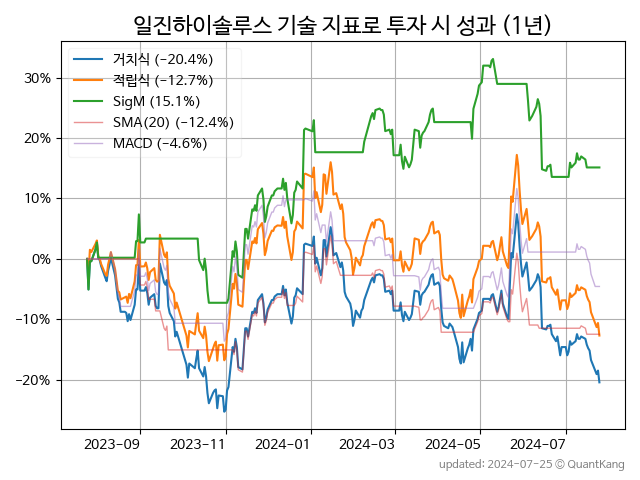 일진하이솔루스 기술 지표로 투자 시 성과 (1년)
거치식 (−20.4%)
적립식 (−12.7%)
SigM (15.1%)
SMA(20) (−12.4%)
MACD (−4.6%)
30%
20%
10%
0%
−10%
−20%
2023-09 2023-11 2024-01 2024-03 2024-05 2024-07
updated: 2024-07-25 © QuantKang